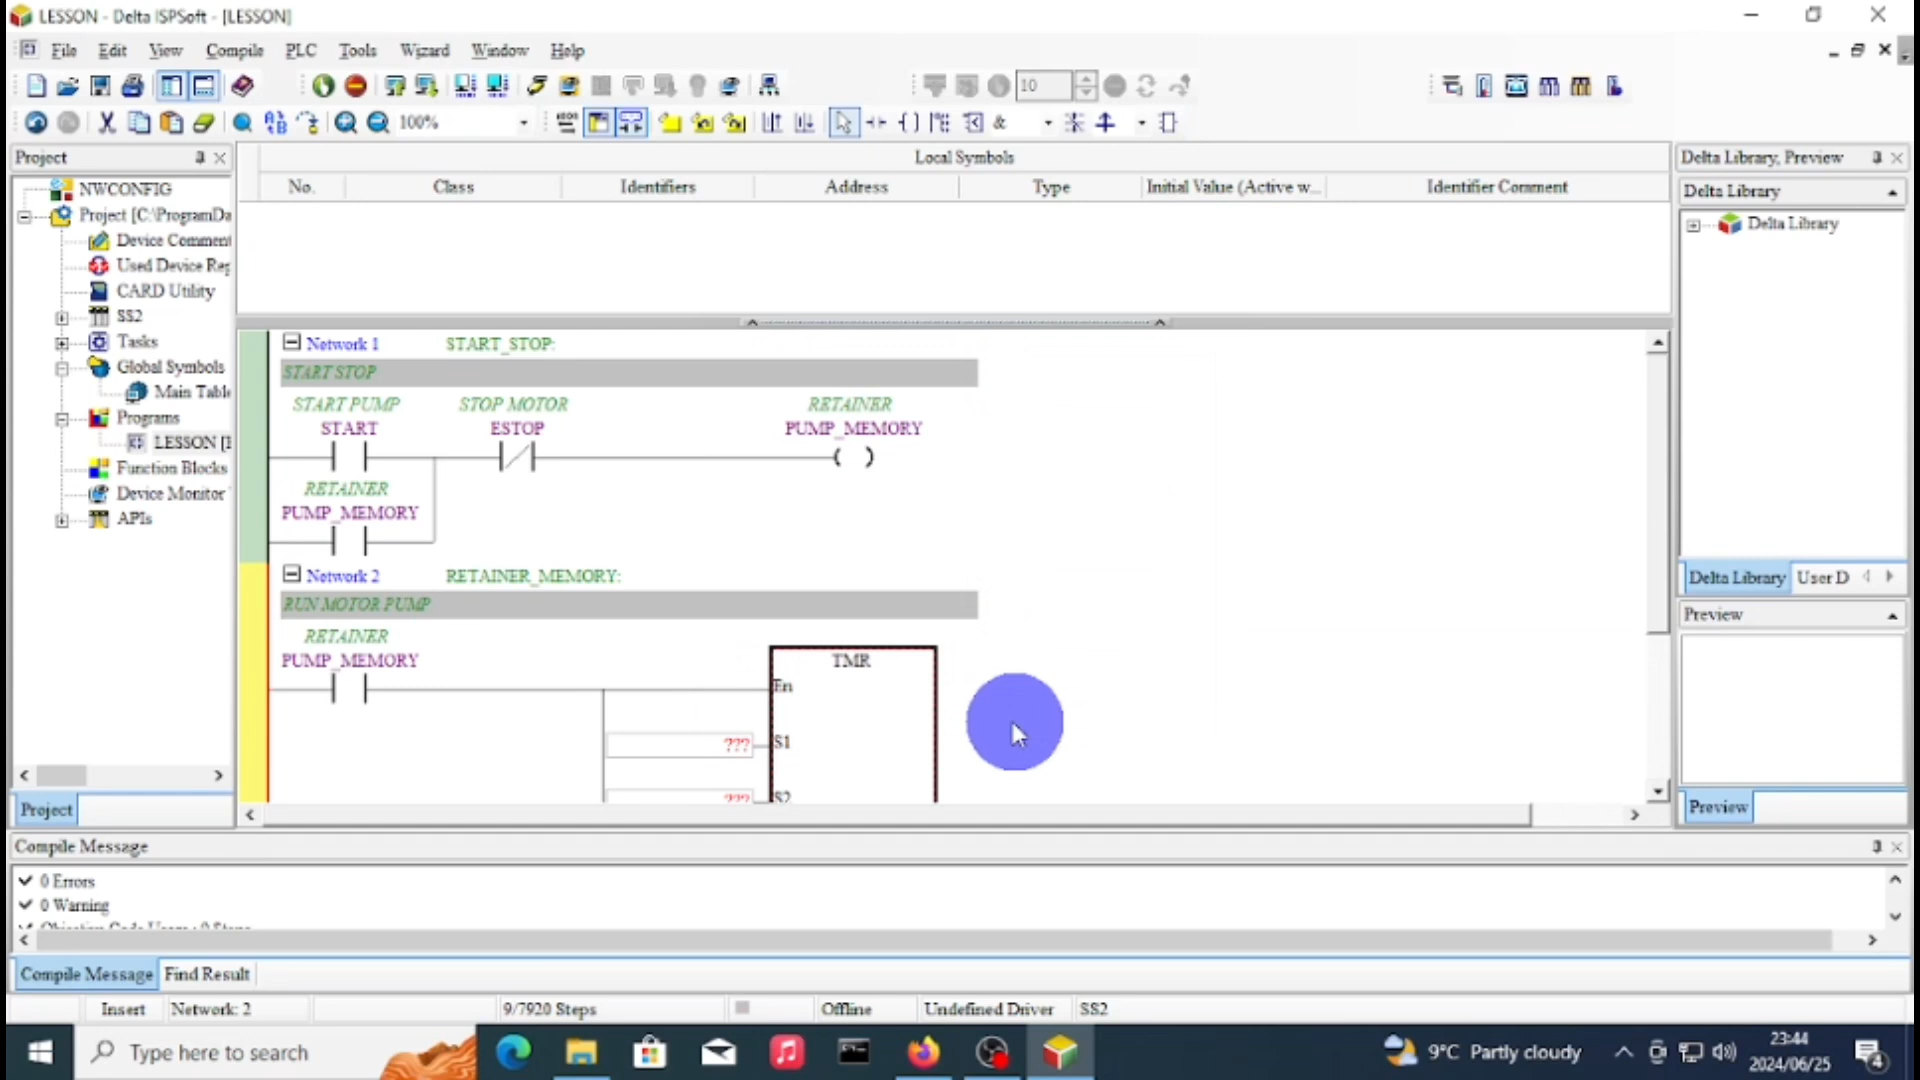 LESSON - Delta ISPSoft - [LESSON]
File Edit View Compile PLC Tools Wizard Window Help
10
100%
Project
NWCONFIG
Project [C:\ProgramDa
Device Comment
Used Device Rep
CARD Utility
SS2
Tasks
Global Symbols
Main Table
Programs
LESSON [
Function Blocks
Device Monitor
APIs
Project
Local Symbols
No. Class Identifiers Address Type Initial Value (Active w... Identifier Comment
Network 1 START_STOP:
START STOP
START PUMP STOP MOTOR RETAINER
START ESTOP PUMP_MEMORY
RETAINER
PUMP_MEMORY
Network 2 RETAINER_MEMORY:
RUN MOTOR PUMP
RETAINER
PUMP_MEMORY
TMR
En
??? S1
??? S2
Delta Library, Preview
Delta Library
Delta Library
Delta Library User D
Preview
Preview
Compile Message
0 Errors
0 Warning
Compile Message Find Result
Insert Network: 2 9/7920 Steps Offline Undefined Driver SS2
Type here to search
9°C Partly cloudy
23:44
2024/06/25
4